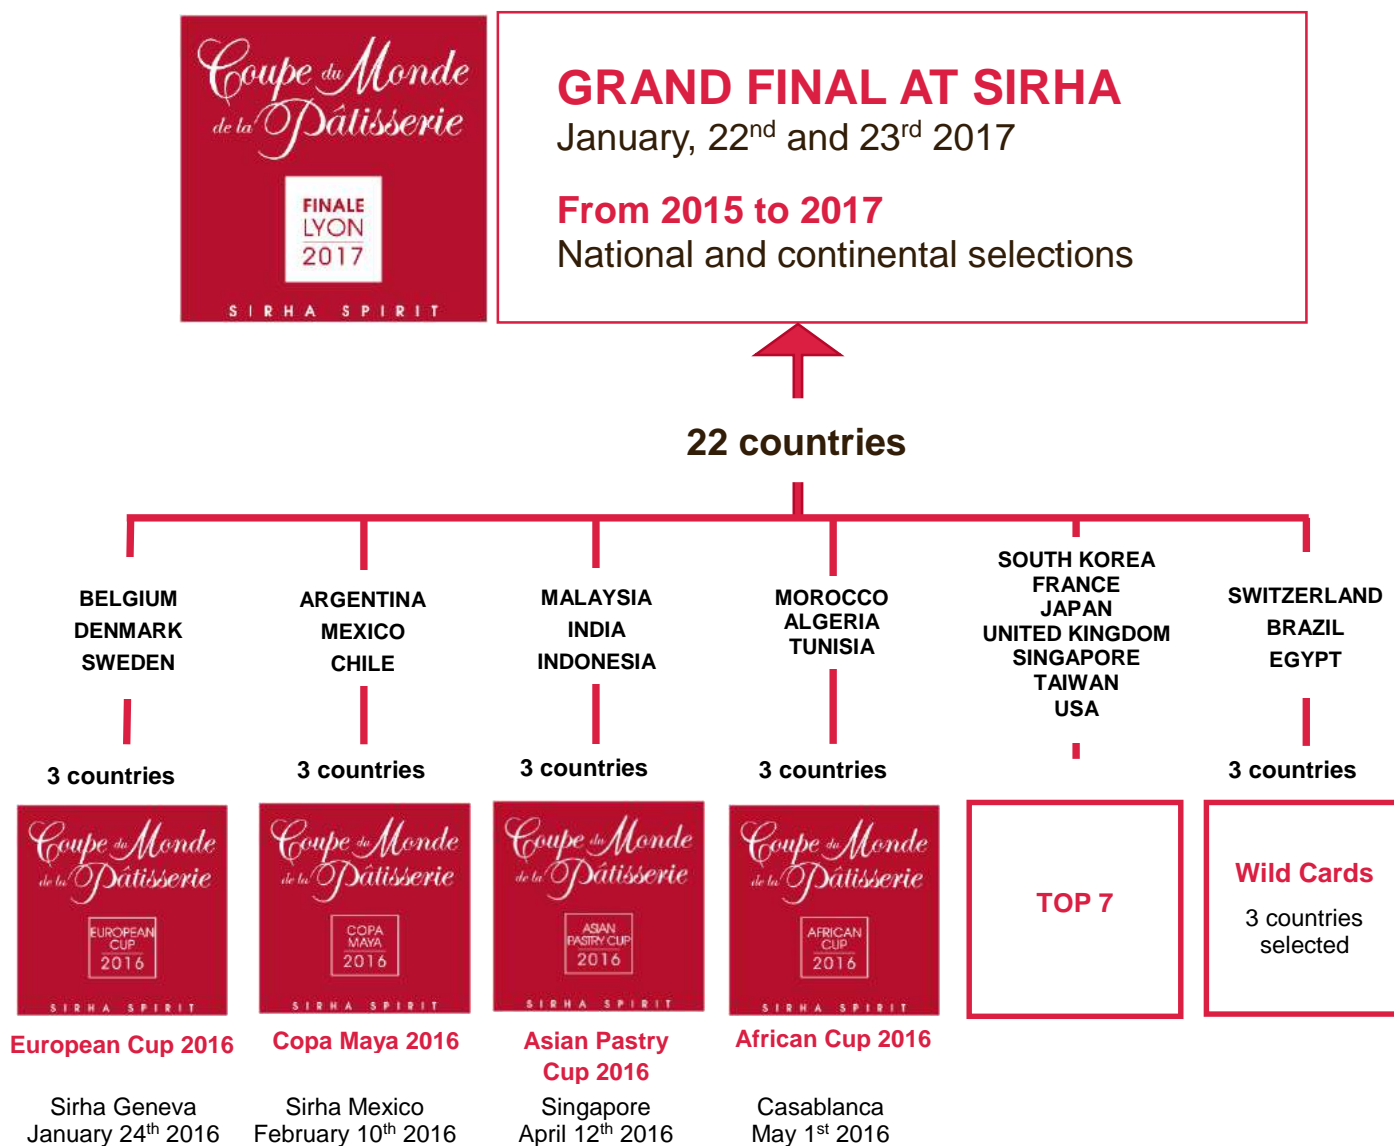 Coupe du Monde
de la Pâtisserie
FINALE
LYON
2017
SIRHA SPIRIT
GRAND FINAL AT SIRHA
January, 22nd and 23rd 2017
From 2015 to 2017
National and continental selections
22 countries
BELGIUM
DENMARK
SWEDEN
ARGENTINA
MEXICO
CHILE
MALAYSIA
INDIA
INDONESIA
MOROCCO
ALGERIA
TUNISIA
SOUTH KOREA
FRANCE
JAPAN
UNITED KINGDOM
SINGAPORE
TAIWAN
USA
SWITZERLAND
BRAZIL
EGYPT
3 countries
3 countries
3 countries
3 countries
3 countries
Coupe du Monde
de la Pâtisserie
EUROPEAN
CUP
2016
SIRHA SPIRIT
European Cup 2016
Sirha Geneva
January 24th 2016
Coupe du Monde
de la Pâtisserie
COPA
MAYA
2016
SIRHA SPIRIT
Copa Maya 2016
Sirha Mexico
February 10th 2016
Coupe du Monde
de la Pâtisserie
ASIAN
PASTRY CUP
2016
SIRHA SPIRIT
Asian Pastry
Cup 2016
Singapore
April 12th 2016
Coupe du Monde
de la Pâtisserie
AFRICAN
CUP
2016
SIRHA SPIRIT
African Cup 2016
Casablanca
May 1st 2016
TOP 7
Wild Cards
3 countries
selected